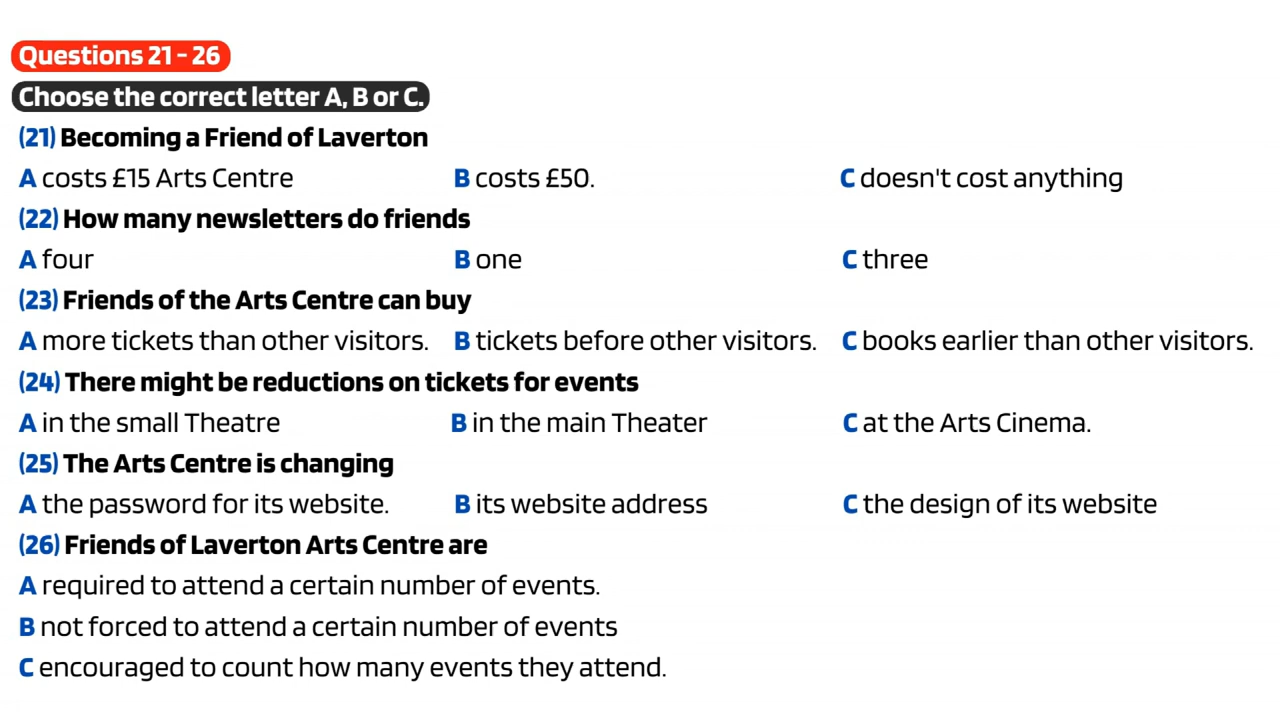 Questions 21 - 26
Choose the correct letter A, B or C.
(21) Becoming a Friend of Laverton
A costs £15 Arts Centre B costs £50. C doesn't cost anything
(22) How many newsletters do friends
A four B one C three
(23) Friends of the Arts Centre can buy
A more tickets than other visitors. B tickets before other visitors. C books earlier than other visitors.
(24) There might be reductions on tickets for events
A in the small Theatre B in the main Theater C at the Arts Cinema.
(25) The Arts Centre is changing
A the password for its website. B its website address C the design of its website
(26) Friends of Laverton Arts Centre are
A required to attend a certain number of events.
B not forced to attend a certain number of events
C encouraged to count how many events they attend.